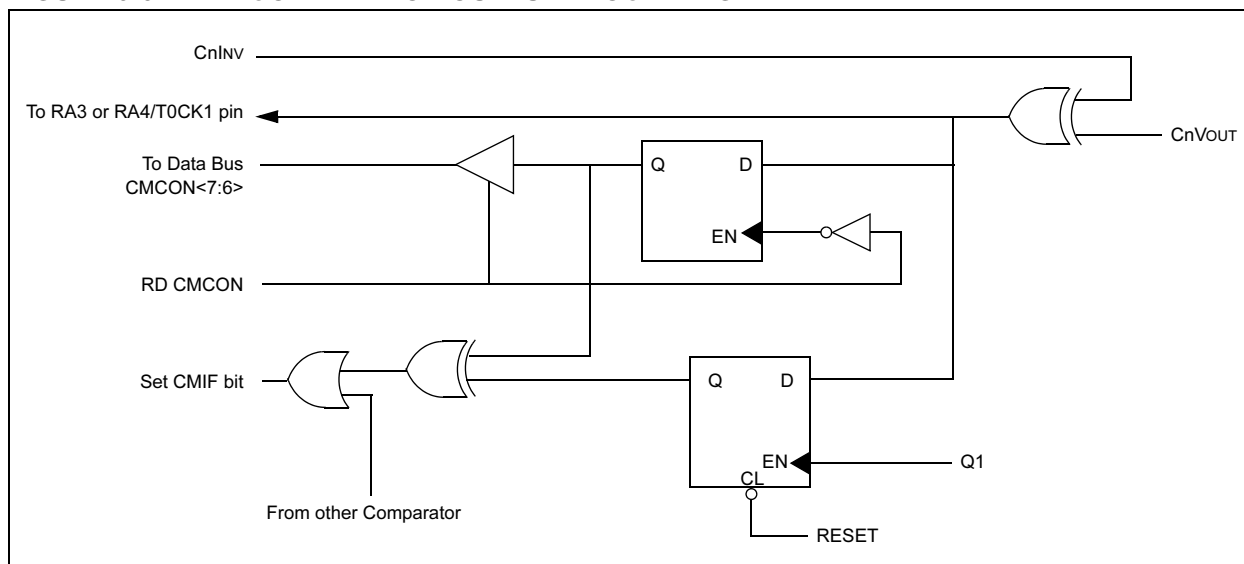 CnINV
To RA3 or RA4/T0CK1 pin
CnVOUT
To Data Bus
CMCON<7:6>
Q
D
EN
RD CMCON
Set CMIF bit
Q
D
EN
Q1
CL
From other Comparator
RESET